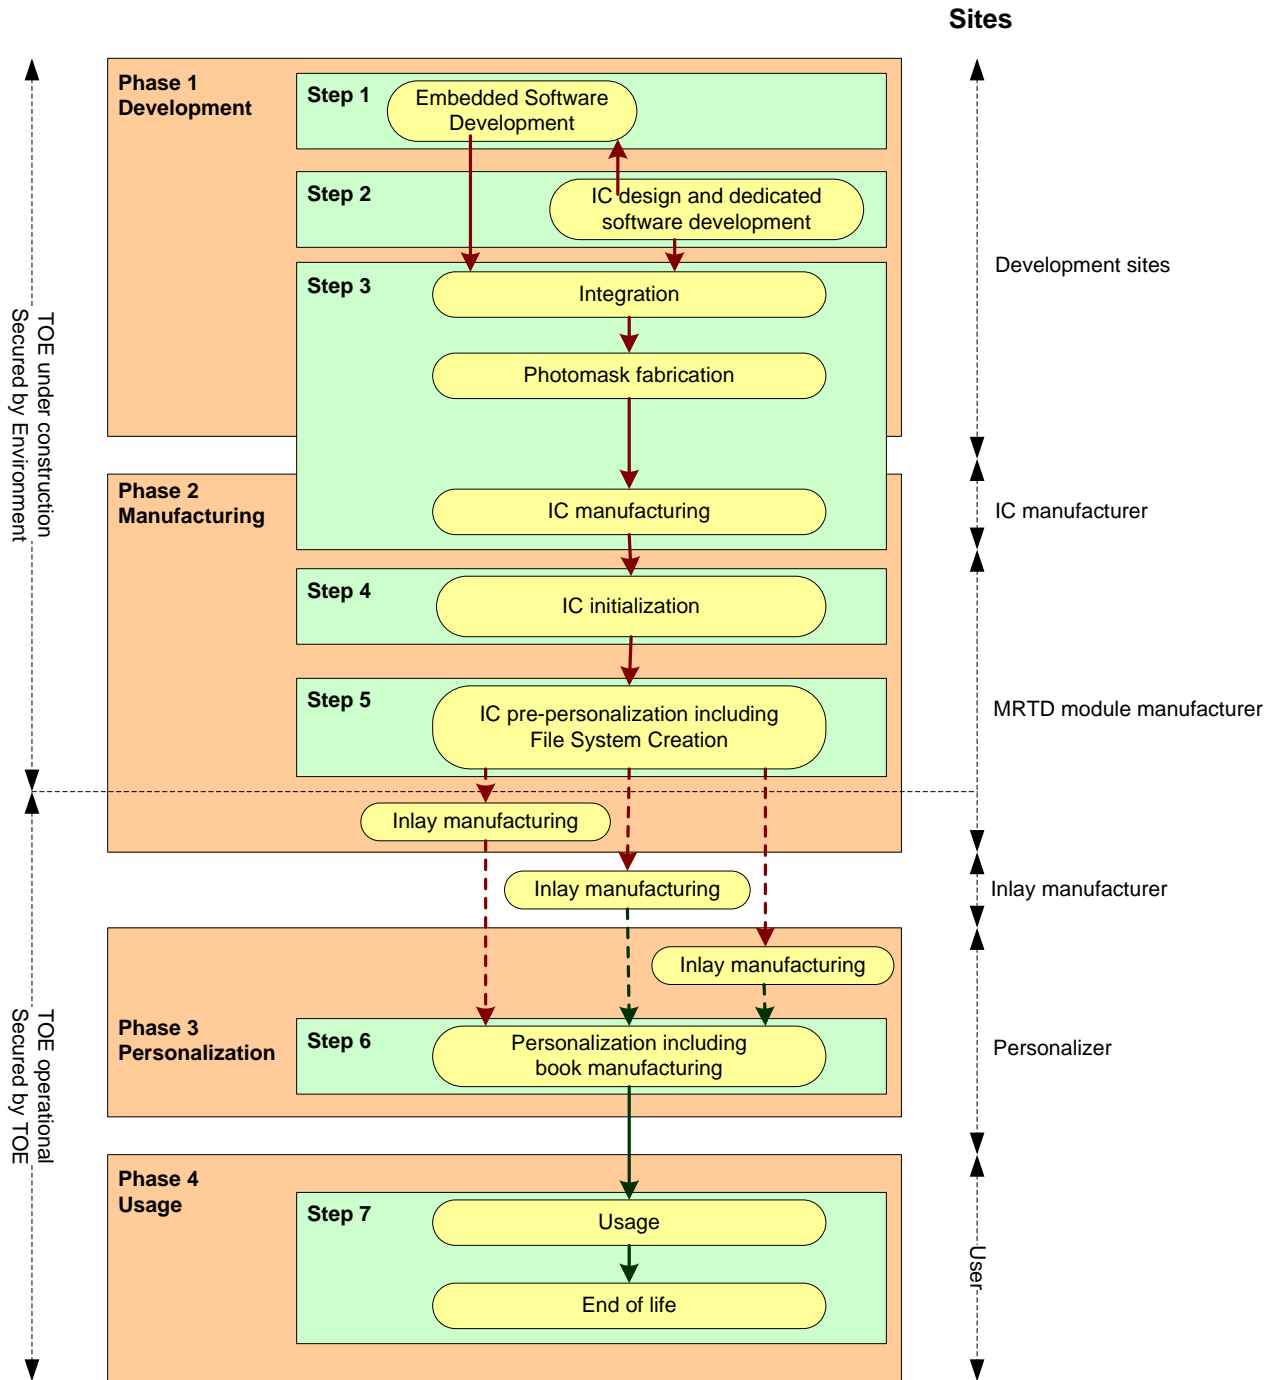 Sites
Phase 1
Development
Step 1
Embedded Software
Development
Step 2
IC design and dedicated
software development
Step 3
Integration
Photomask fabrication
Development sites
TOE under construction
Secured by Environment
Phase 2
Manufacturing
IC manufacturing
IC manufacturer
Step 4
IC initialization
Step 5
IC pre-personalization including
File System Creation
MRTD module manufacturer
Inlay manufacturing
Inlay manufacturing
Inlay manufacturer
Inlay manufacturing
Phase 3
Personalization
Step 6
Personalization including
book manufacturing
Personalizer
TOE operational
Secured by TOE
Phase 4
Usage
Step 7
Usage
End of life
User